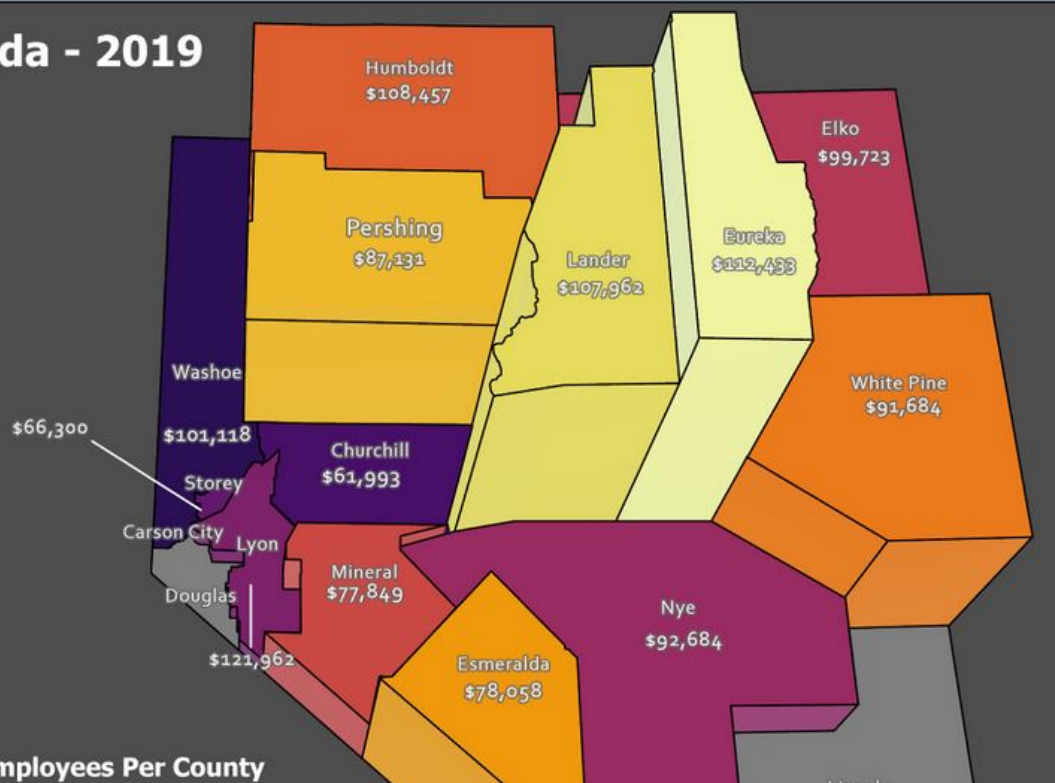 da - 2019
Humboldt
$108,457
Elko
$99,723
Pershing
$87,131
Eureka
$112,433
Lander
$107,962
Washoe
$101,118
White Pine
$91,684
$66,300
Churchill
$61,993
Storey
Carson City
Lyon
Mineral
$77,849
Douglas
Nye
$92,684
$121,962
Esmeralda
$78,058
mployees Per County